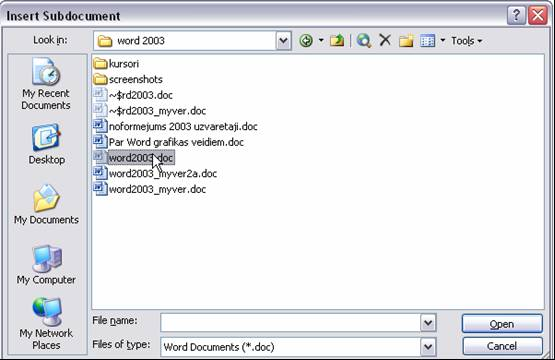 Insert Subdocument
Look in:
word 2003
Tools
My Recent
Documents
Desktop
My Documents
My Computer
My Network
Places
kursori
screenshots
~$rd2003.doc
~$rd2003_myver.doc
noformejums 2003 uzvaretaji.doc
Par Word grafikas veidiem.doc
word2003.doc
word2003_myver2a.doc
word2003_myver.doc
File name:
Open
Files of type:
Word Documents (*.doc)
Cancel